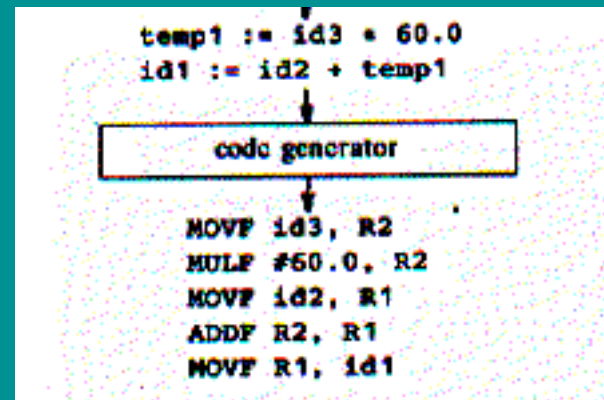 temp1 := id3 * 60.0
id1 := id2 + temp1
code generator
MOVF id3, R2
MULF #60.0, R2
MOVF id2, R1
ADDF R2, R1
MOVF R1, id1